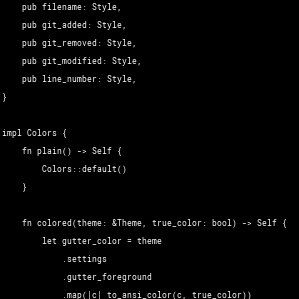 pub filename: Style,
pub git_added: Style,
pub git_removed: Style,
pub git_modified: Style,
pub line_number: Style,
}
impl Colors {
fn plain() -> Self {
Colors::default()
}
fn colored(theme: &Theme, true_color: bool) -> Self {
let gutter_color = theme
.settings
.gutter_foreground
.map(|c| to_ansi_color(c, true_color))